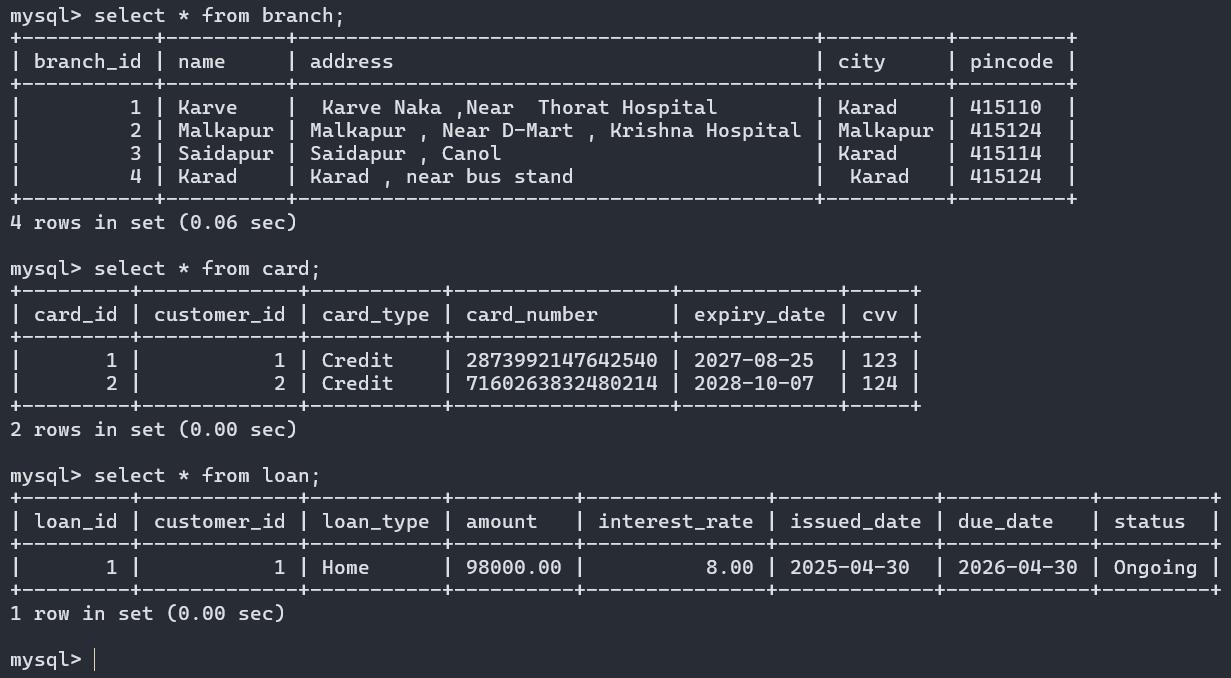 mysql> select * from branch;
+-----------+----------+-------------------------------------------+----------+---------+
| branch_id | name     | address                                   | city     | pincode |
+-----------+----------+-------------------------------------------+----------+---------+
|         1 | Karve    |  Karve Naka ,Near  Thorat Hospital        | Karad    | 415110  |
|         2 | Malkapur | Malkapur , Near D-Mart , Krishna Hospital | Malkapur | 415124  |
|         3 | Saidapur | Saidapur , Canol                          | Karad    | 415114  |
|         4 | Karad    | Karad , near bus stand                    |  Karad   | 415124  |
+-----------+----------+-------------------------------------------+----------+---------+
4 rows in set (0.06 sec)

mysql> select * from card;
+---------+-------------+-----------+------------------+-------------+-----+
| card_id | customer_id | card_type | card_number      | expiry_date | cvv |
+---------+-------------+-----------+------------------+-------------+-----+
|       1 |           1 | Credit    | 2873992147642540 | 2027-08-25  | 123 |
|       2 |           2 | Credit    | 7160263832480214 | 2028-10-07  | 124 |
+---------+-------------+-----------+------------------+-------------+-----+
2 rows in set (0.00 sec)

mysql> select * from loan;
+---------+-------------+-----------+----------+---------------+-------------+------------+---------+
| loan_id | customer_id | loan_type | amount   | interest_rate | issued_date | due_date   | status  |
+---------+-------------+-----------+----------+---------------+-------------+------------+---------+
|       1 |           1 | Home      | 98000.00 |          8.00 | 2025-04-30  | 2026-04-30 | Ongoing |
+---------+-------------+-----------+----------+---------------+-------------+------------+---------+
1 row in set (0.00 sec)

mysql>